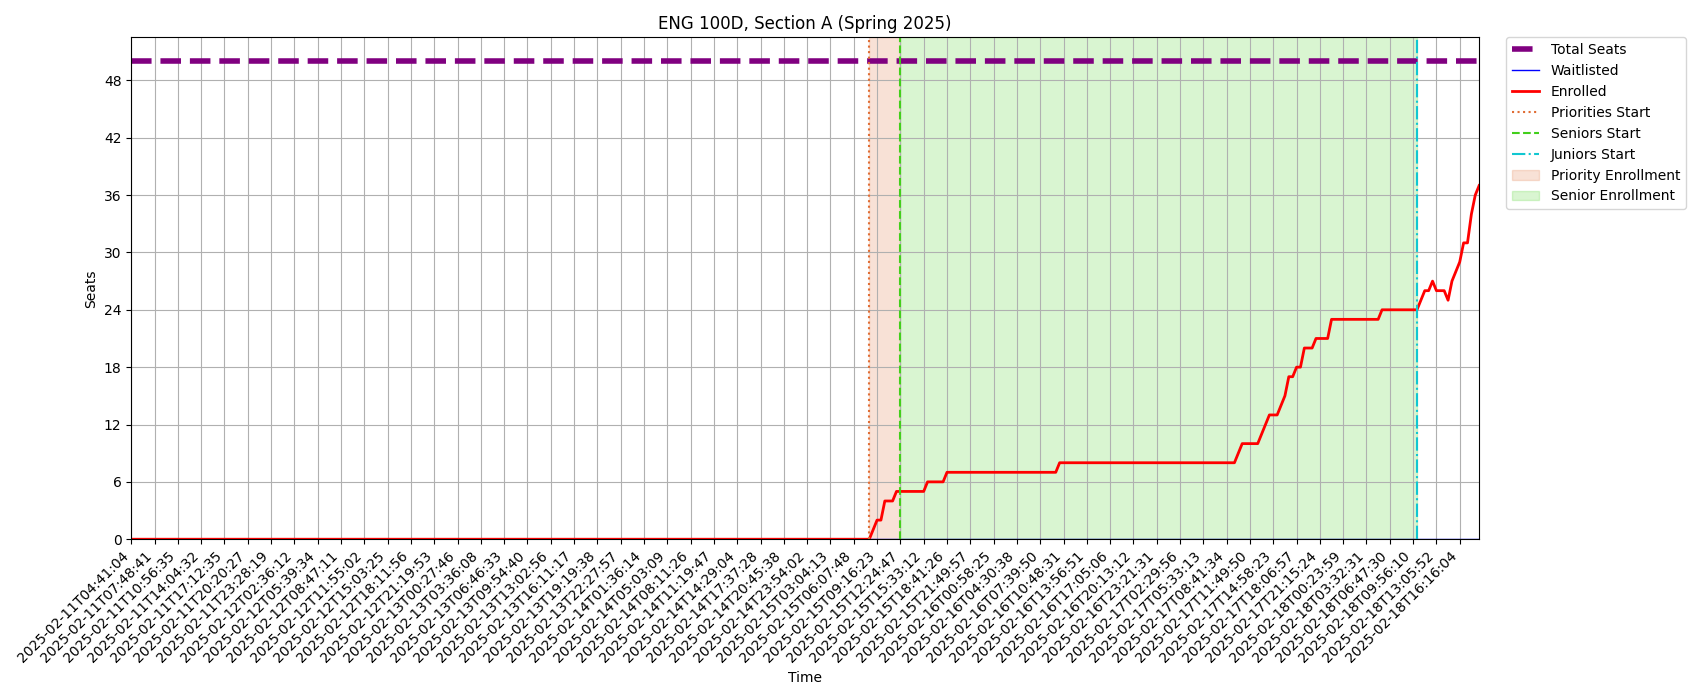 ENG 100D, Section A (Spring 2025)
Total Seats
Waitlisted
Enrolled
Priorities Start
Seniors Start
Juniors Start
Priority Enrollment
Senior Enrollment
Seats
48
42
36
30
24
18
12
6
0
2025-02-11T04:41:04
2025-02-11T07:48:41
2025-02-11T10:56:35
2025-02-11T14:04:32
2025-02-11T17:12:35
2025-02-11T20:20:27
2025-02-11T23:28:19
2025-02-12T02:36:12
2025-02-12T05:39:34
2025-02-12T08:47:11
2025-02-12T11:55:02
2025-02-12T15:03:25
2025-02-12T18:11:56
2025-02-12T21:19:53
2025-02-13T00:27:46
2025-02-13T03:36:08
2025-02-13T06:46:33
2025-02-13T09:54:40
2025-02-13T13:02:56
2025-02-13T16:11:17
2025-02-13T19:19:38
2025-02-13T22:27:57
2025-02-14T01:36:14
2025-02-14T05:03:09
2025-02-14T08:11:26
2025-02-14T11:19:47
2025-02-14T14:29:04
2025-02-14T17:37:28
2025-02-14T20:45:38
2025-02-14T23:54:02
2025-02-15T03:04:13
2025-02-15T06:07:48
2025-02-15T09:16:23
2025-02-15T12:24:47
2025-02-15T15:33:12
2025-02-15T18:41:26
2025-02-15T21:49:57
2025-02-16T00:58:25
2025-02-16T04:30:38
2025-02-16T07:39:50
2025-02-16T10:48:31
2025-02-16T13:56:51
2025-02-16T17:05:06
2025-02-16T20:13:12
2025-02-16T23:21:31
2025-02-17T02:29:56
2025-02-17T05:33:13
2025-02-17T08:41:34
2025-02-17T11:49:50
2025-02-17T14:58:23
2025-02-17T18:06:57
2025-02-17T21:15:24
2025-02-18T00:23:59
2025-02-18T03:32:31
2025-02-18T06:47:30
2025-02-18T09:56:10
2025-02-18T13:05:52
2025-02-18T16:16:04
Time